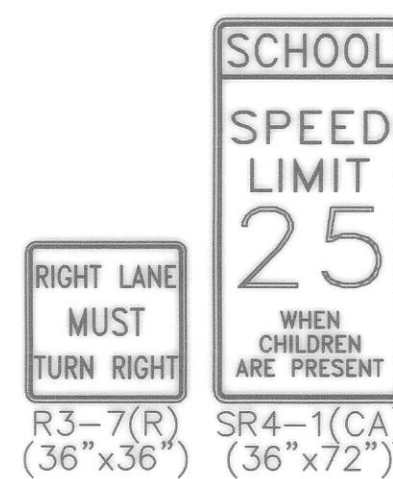 RIGHT LANE
MUST
TURN RIGHT
R3-7(R)
(36"x36")
SCHOOL
SPEED
LIMIT
25
WHEN
CHILDREN
ARE PRESENT
SR4-1(CA)
(36"x72")